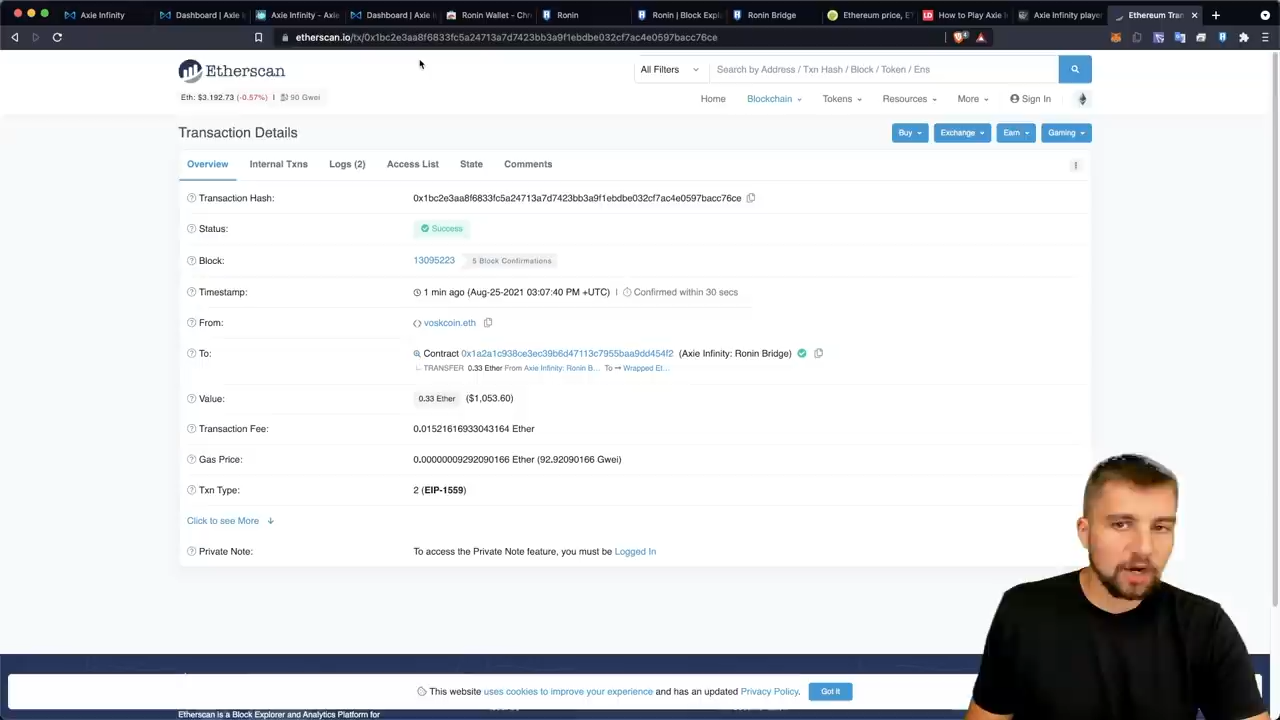 Axie Infinity
Dashboard | Axie I
Axie Infinity - Axie
Dashboard | Axie I
Ronin Wallet - Chr
Ronin
Ronin | Block Expl
Ronin Bridge
Ethereum price, E
How to Play Axie I
Axie Infinity player
Ethereum Tran
etherscan.io/tx/0x1bc2e3aa8f6833fc5a24713a7d7423bb3a9f1ebdbe032cf7ac4e0597bacc76ce
Etherscan
All Filters
Search by Address / Txn Hash / Block / Token / Ens
Eth: $3,192.73 (-0.57%) | 90 Gwei
Home
Blockchain
Tokens
Resources
More
Sign In
Transaction Details
Buy
Exchange
Earn
Gaming
Overview
Internal Txns
Logs (2)
Access List
State
Comments
Transaction Hash:
0x1bc2e3aa8f6833fc5a24713a7d7423bb3a9f1ebdbe032cf7ac4e0597bacc76ce
Status:
Success
Block:
13095223
5 Block Confirmations
Timestamp:
1 min ago (Aug-25-2021 03:07:40 PM +UTC) | Confirmed within 30 secs
From:
voskcoin.eth
To:
Contract 0x1a2a1c938ce3ec39b6d47113c7955baa9dd454f2 (Axie Infinity: Ronin Bridge)
TRANSFER 0.33 Ether From Axie Infinity: Ronin B... To → Wrapped Et...
Value:
0.33 Ether ($1,053.60)
Transaction Fee:
0.01521616933043164 Ether
Gas Price:
0.00000009292090166 Ether (92.92090166 Gwei)
Txn Type:
2 (EIP-1559)
Click to see More
Private Note:
To access the Private Note feature, you must be Logged In
This website uses cookies to improve your experience and has an updated Privacy Policy.
Got It
Etherscan is a Block Explorer and Analytics Platform for